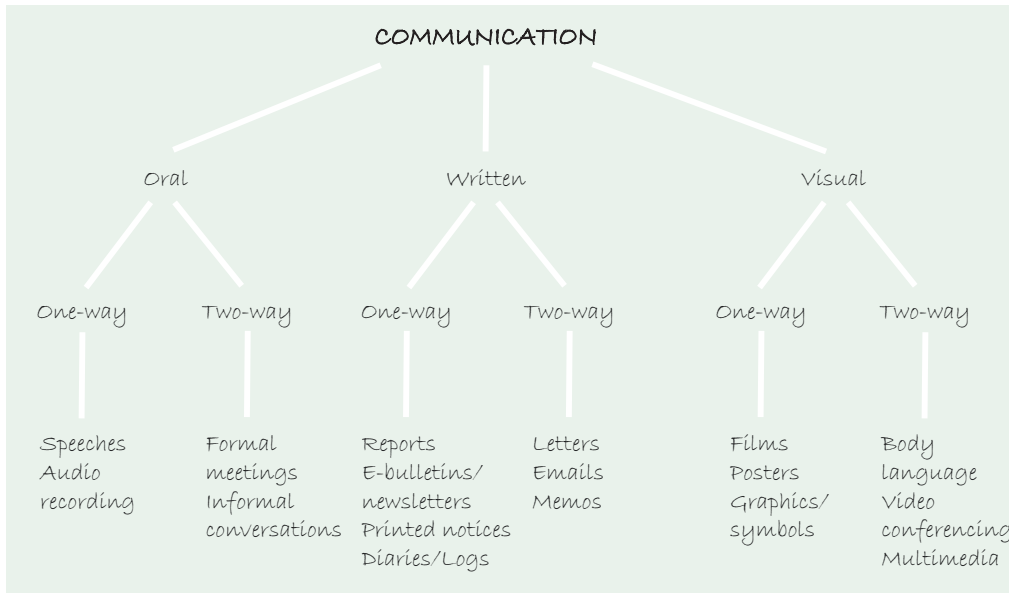 COMMUNICATION
Oral
Written
Visual
One-way
Two-way
One-way
Two-way
One-way
Two-way
Speeches
Audio
recording
Formal
meetings
Informal
conversations
Reports
E-bulletins/
newsletters
Printed notices
Diaries/Logs
Letters
Emails
Memos
Films
Posters
Graphics/
symbols
Body
language
Video
conferencing
Multimedia